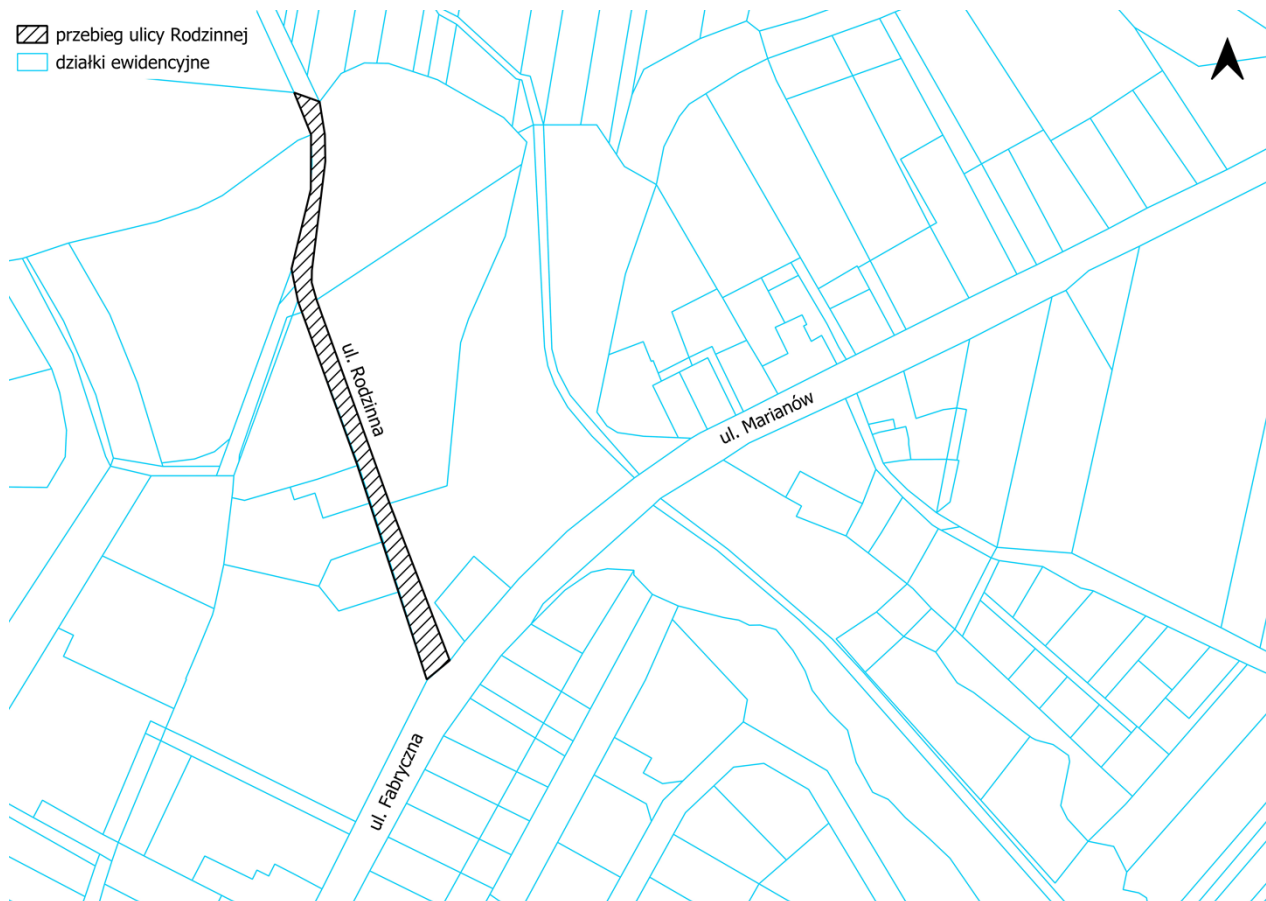 przebieg ulicy Rodzinnej
działki ewidencyjne
ul. Rodzinna
ul. Marianów
ul. Fabryczna